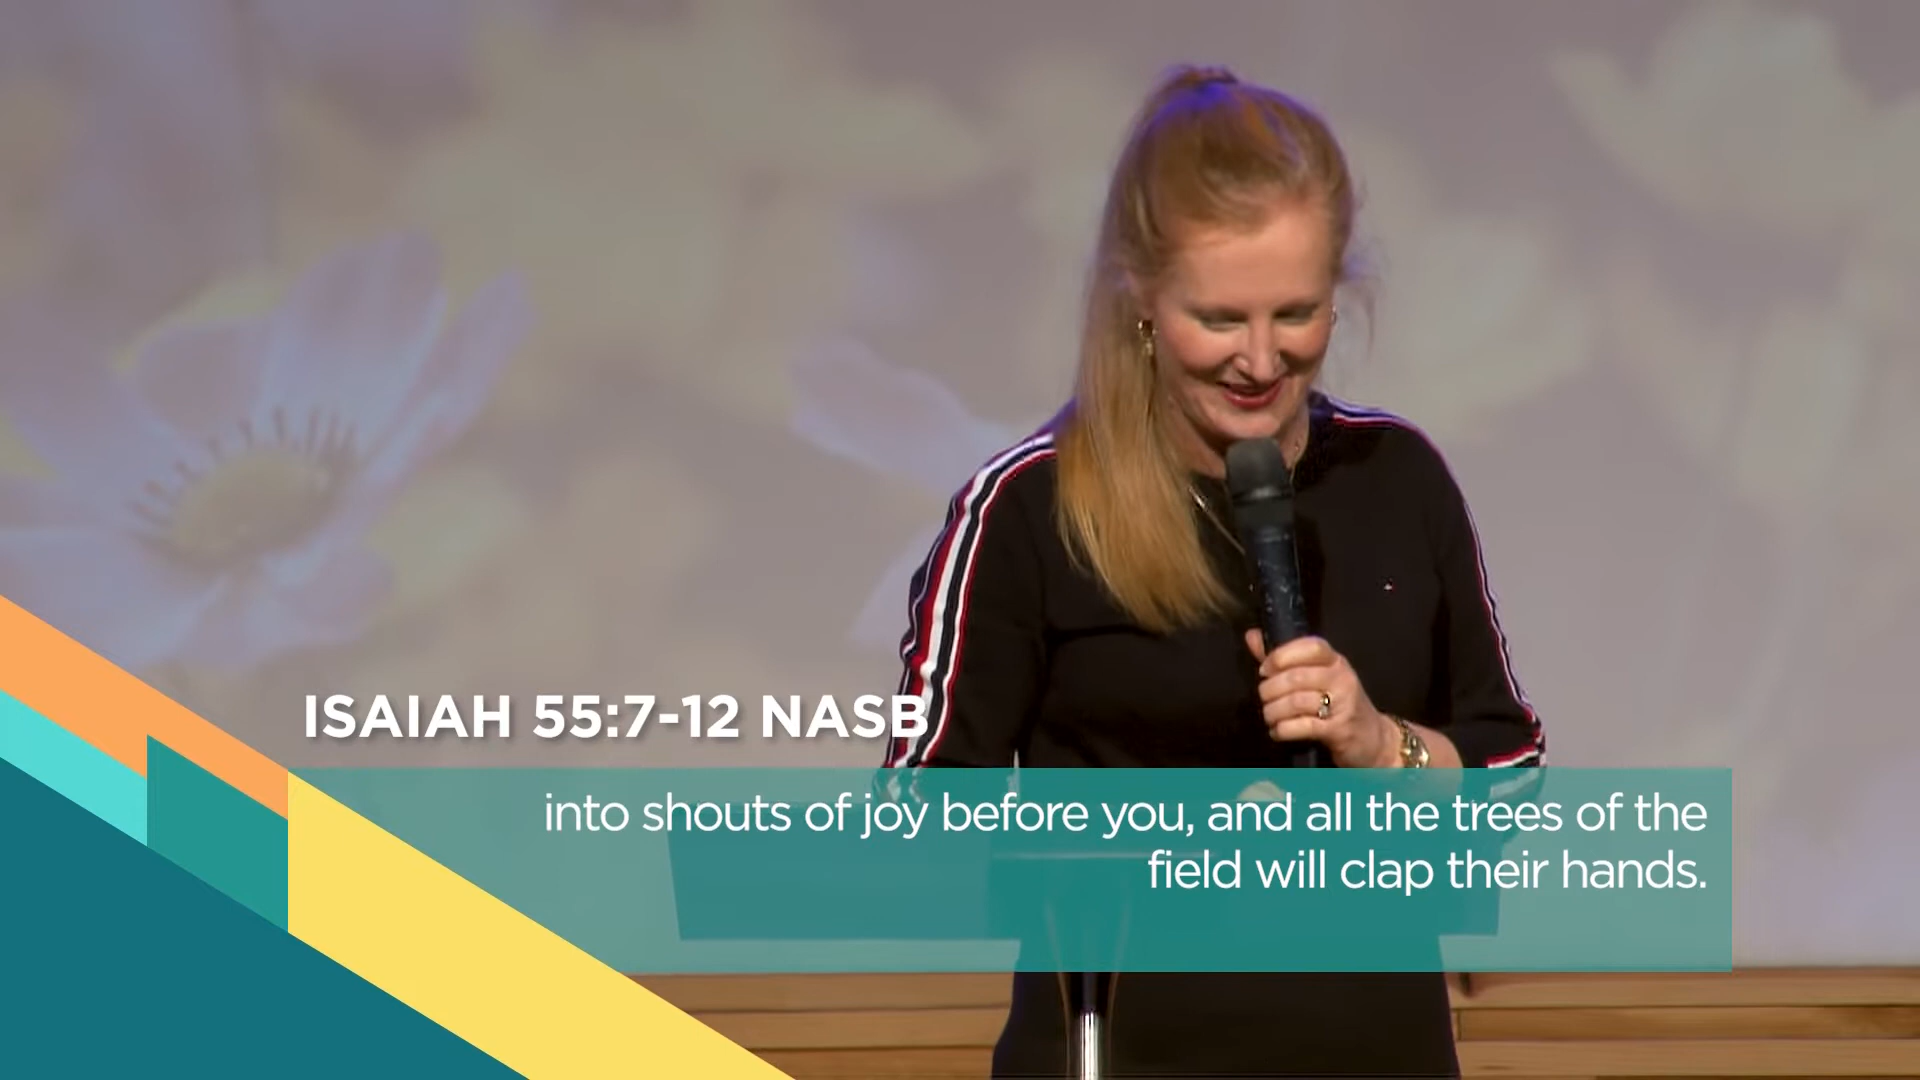 ISAIAH 55:7-12 NASB
into shouts of joy before you, and all the trees of the
field will clap their hands.